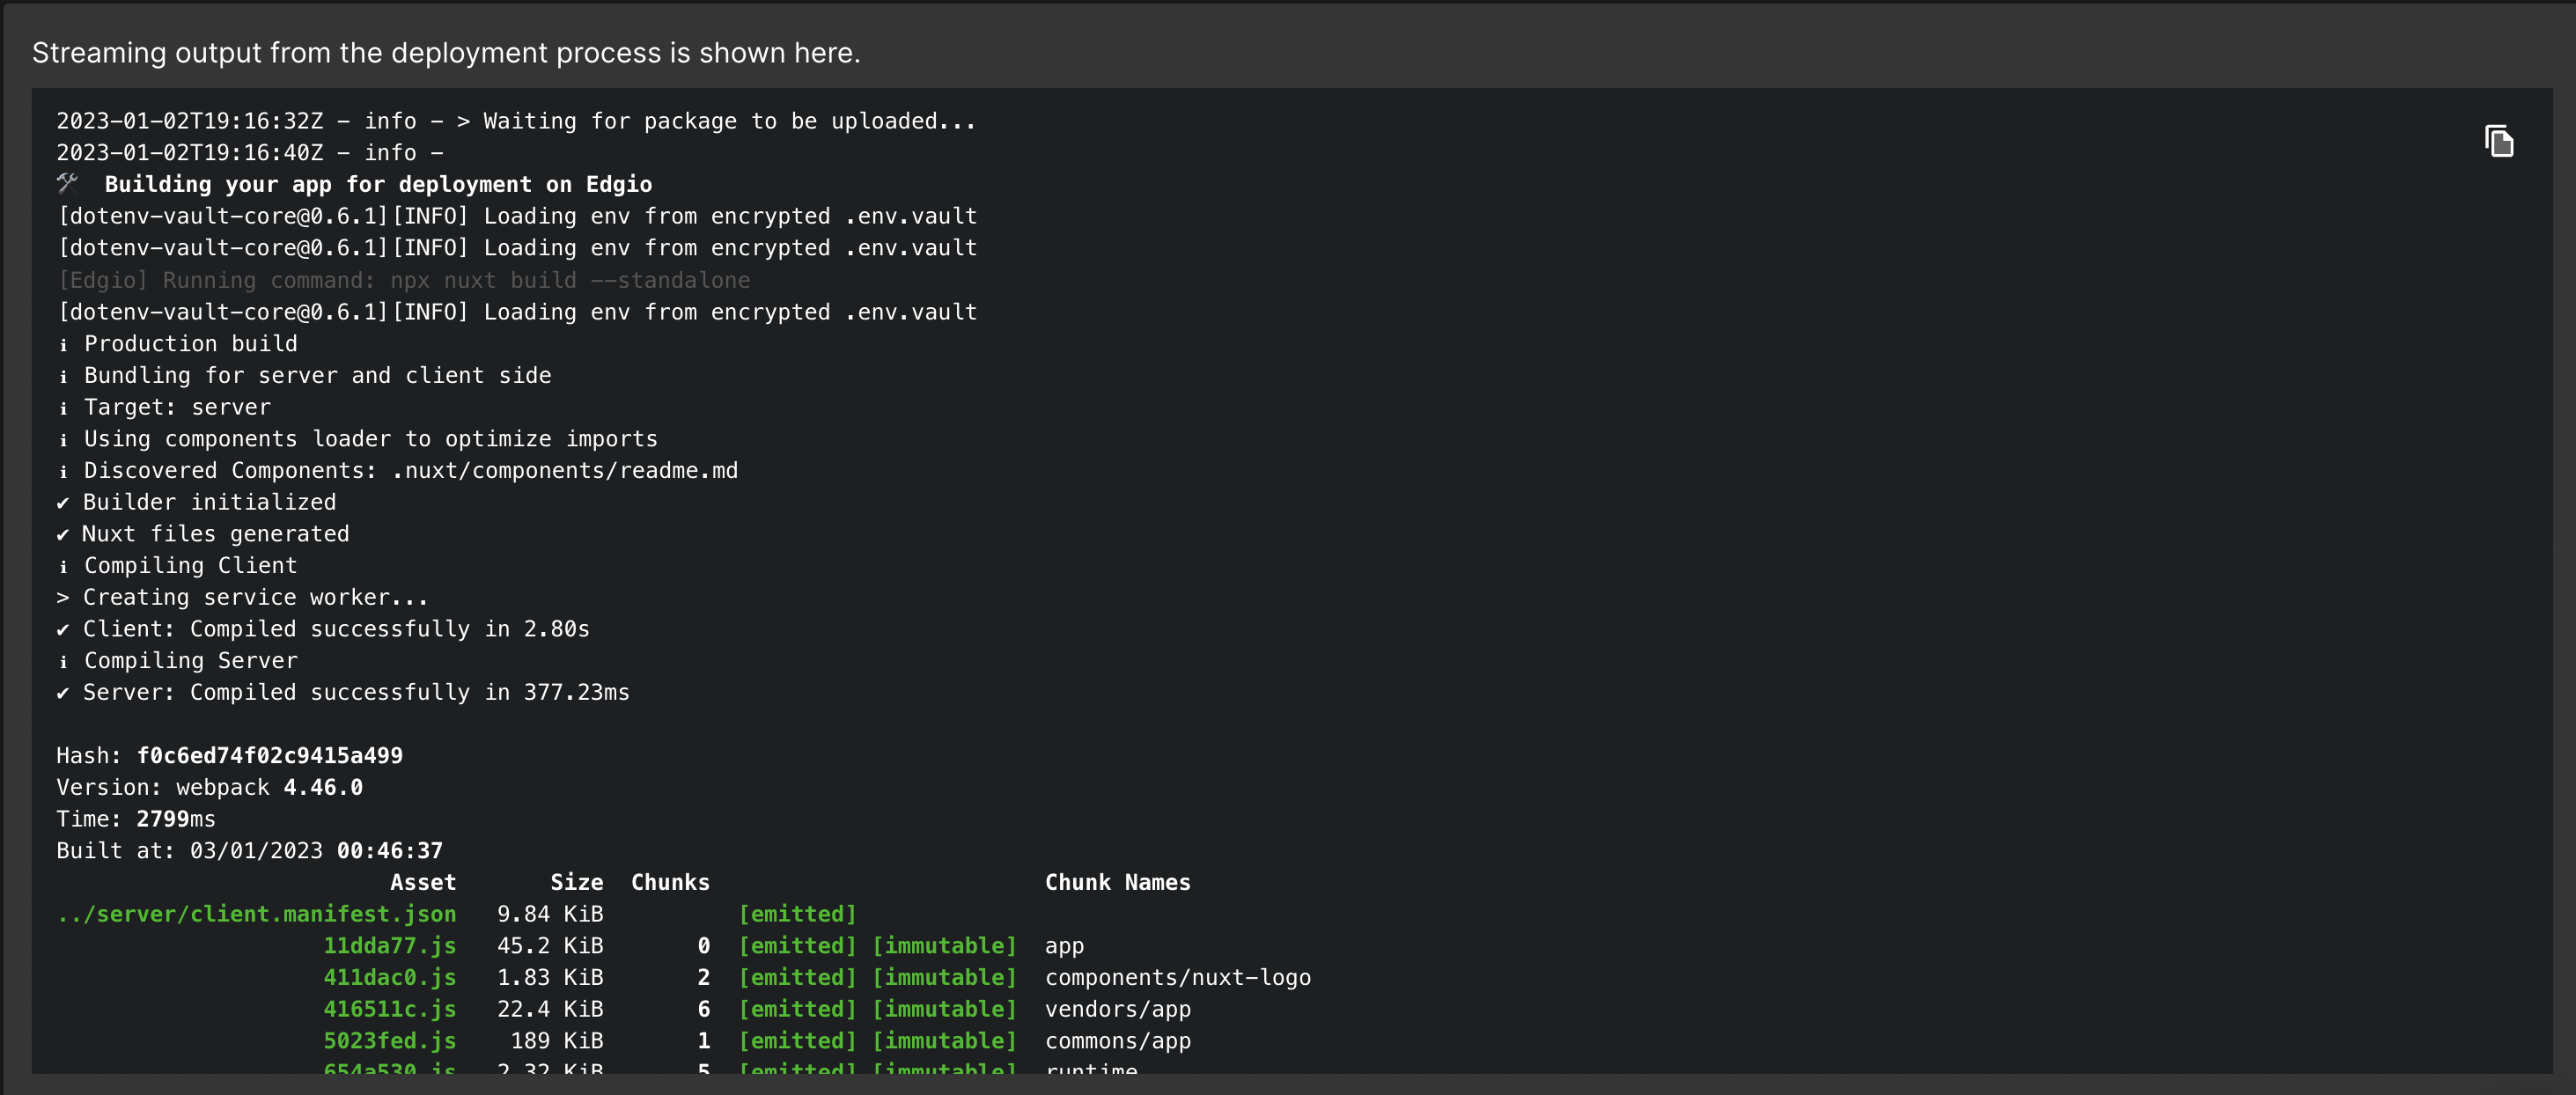 Streaming output from the deployment process is shown here.
2023-01-02T19:16:32Z - info - > Waiting for package to be uploaded...
2023-01-02T19:16:40Z - info -
🛠️  Building your app for deployment on Edgio
[dotenv-vault-core@0.6.1][INFO] Loading env from encrypted .env.vault
[dotenv-vault-core@0.6.1][INFO] Loading env from encrypted .env.vault
[Edgio] Running command: npx nuxt build --standalone
[dotenv-vault-core@0.6.1][INFO] Loading env from encrypted .env.vault
ℹ Production build
ℹ Bundling for server and client side
ℹ Target: server
ℹ Using components loader to optimize imports
ℹ Discovered Components: .nuxt/components/readme.md
✔ Builder initialized
✔ Nuxt files generated
ℹ Compiling Client
> Creating service worker...
✔ Client: Compiled successfully in 2.80s
ℹ Compiling Server
✔ Server: Compiled successfully in 377.23ms
Hash: f0c6ed74f02c9415a499
Version: webpack 4.46.0
Time: 2799ms
Built at: 03/01/2023 00:46:37
Asset Size Chunks Chunk Names
../server/client.manifest.json 9.84 KiB [emitted]
11dda77.js 45.2 KiB 0 [emitted] [immutable] app
411dac0.js 1.83 KiB 2 [emitted] [immutable] components/nuxt-logo
416511c.js 22.4 KiB 6 [emitted] [immutable] vendors/app
5023fed.js 189 KiB 1 [emitted] [immutable] commons/app
654a530.js 2.32 KiB 5 [emitted] [immutable] runtime